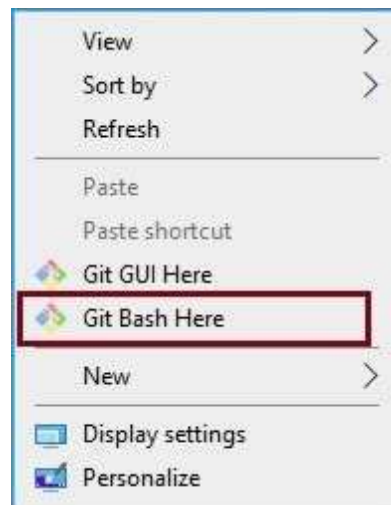 View
Sort by
Refresh
Paste
Paste shortcut
Git GUI Here
Git Bash Here
New
Display settings
Personalize